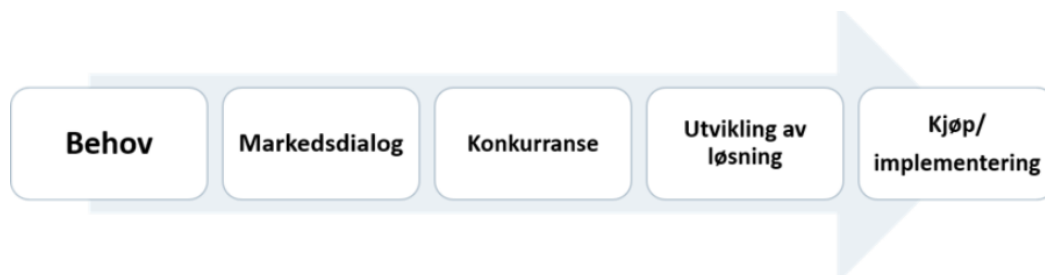 Behov
Markedsdialog
Konkurranse
Utvikling av
løsning
Kjøp/
implementering